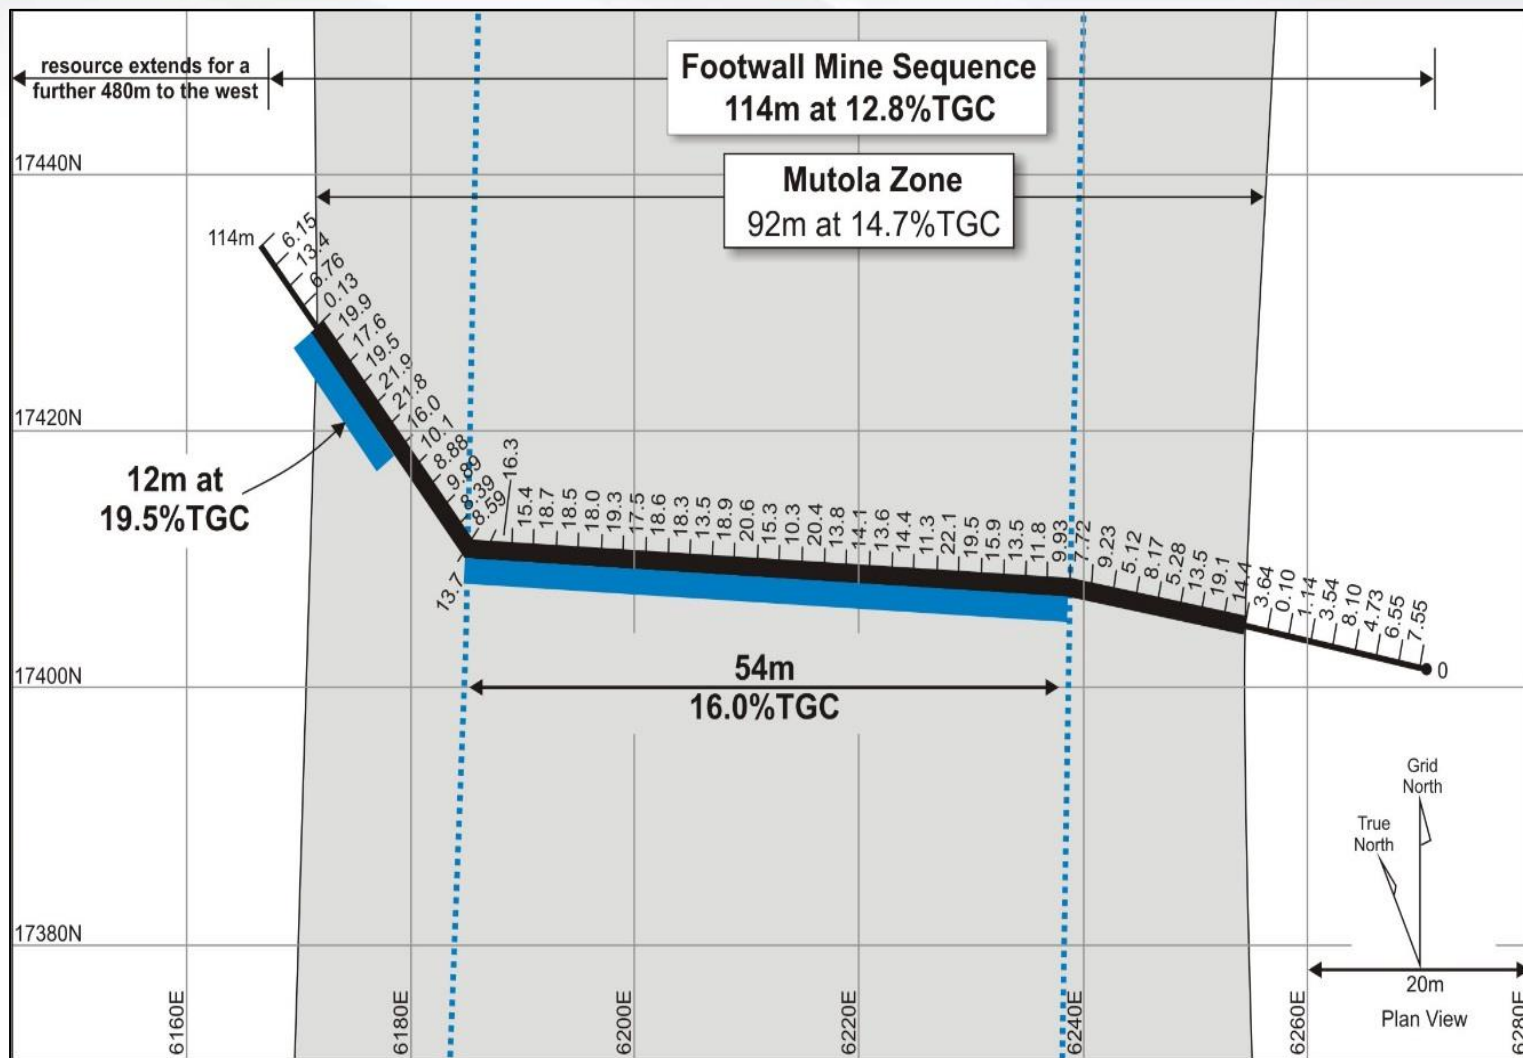 resource extends for a
further 480m to the west
Footwall Mine Sequence
114m at 12.8%TGC
17440N
Mutola Zone
92m at 14.7%TGC
114m
6.15
13.4
6.76
0.13
19.9
17.6
19.5
21.9
21.8
16.0
10.1
8.88
9.89
8.39
8.59
16.3
15.4
18.7
18.5
18.0
19.3
17.5
18.6
18.3
13.5
18.9
20.6
15.3
10.3
20.4
13.8
14.1
13.6
14.4
11.3
22.1
19.5
15.9
13.5
11.8
9.93
7.72
9.23
5.12
8.17
5.28
13.5
19.1
14.4
3.64
0.10
1.14
3.54
8.10
4.73
6.55
7.55
0
17420N
12m at
19.5%TGC
13.7
17400N
54m
16.0%TGC
Grid
North
True
North
17380N
20m
Plan View
6160E
6180E
6200E
6220E
6240E
6260E
6280E